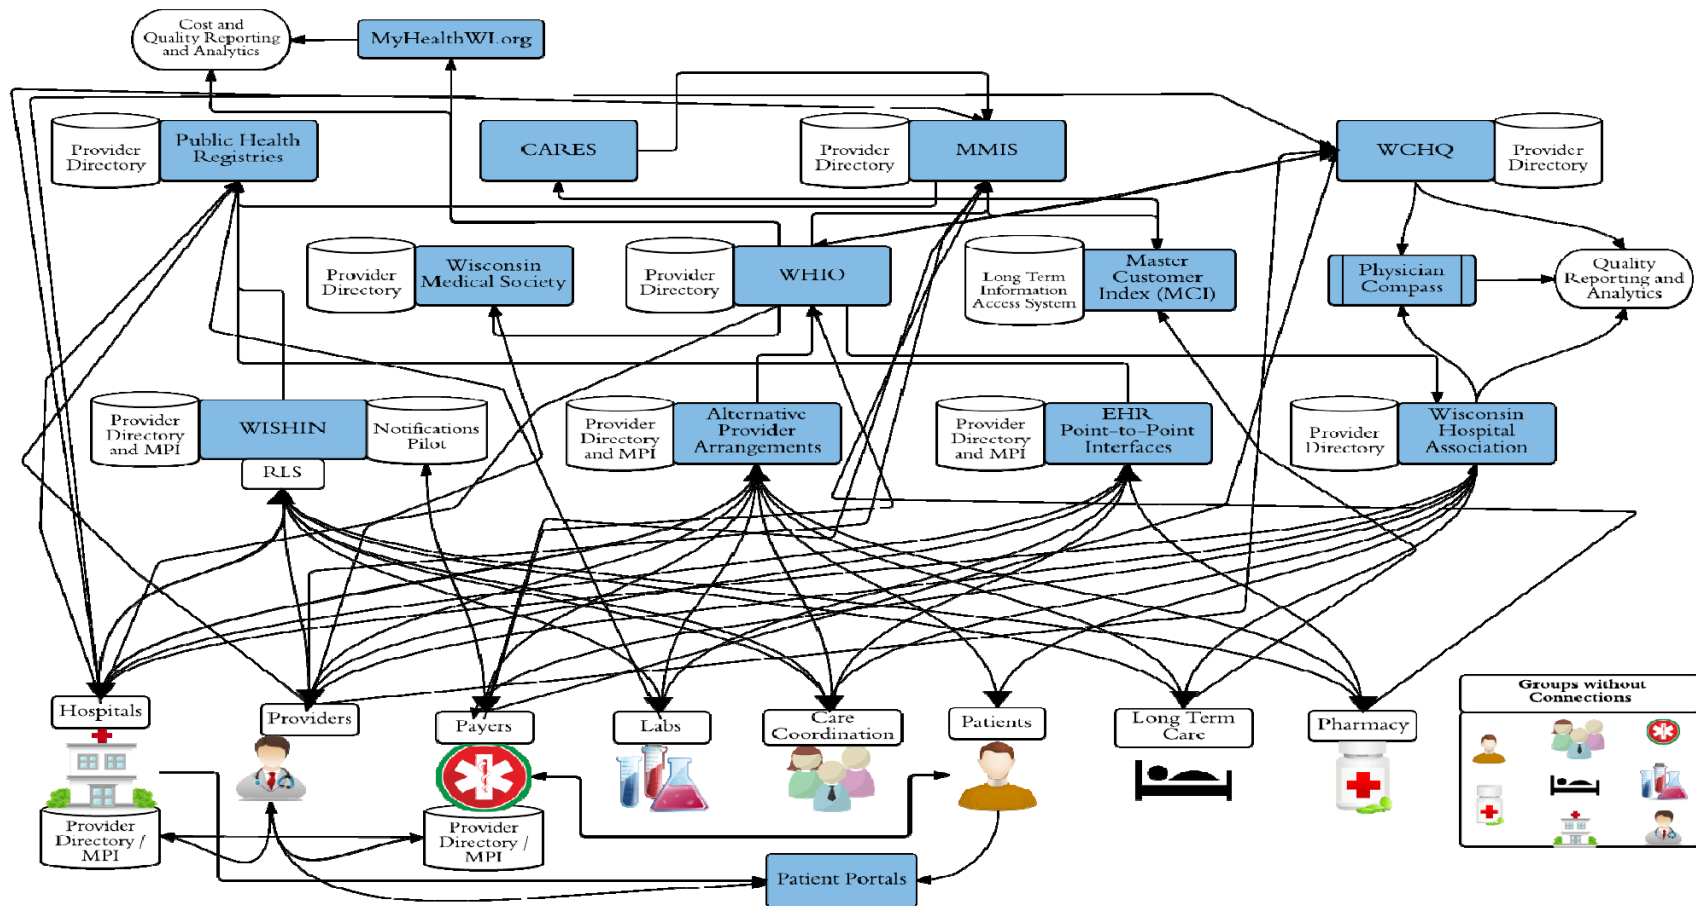 Cost and
Quality Reporting
and Analytics
MyHealthWI.org
Provider
Directory
Public Health
Registries
CARES
Provider
Directory
MMIS
WCHQ
Provider
Directory
Provider
Directory
Wisconsin
Medical Society
Provider
Directory
WHIO
Long Term
Information
Access System
Master
Customer
Index (MCI)
Physician
Compass
Quality
Reporting and
Analytics
Provider
Directory
and MPI
WISHIN
RLS
Notifications
Pilot
Provider
Directory
and MPI
Alternative
Provider
Arrangements
Provider
Directory
and MPI
EHR
Point-to-Point
Interfaces
Provider
Directory
Wisconsin
Hospital
Association
Hospitals
Providers
Payers
Labs
Care
Coordination
Patients
Long Term
Care
Pharmacy
Groups without
Connections
Provider
Directory /
MPI
Provider
Directory /
MPI
Patient Portals